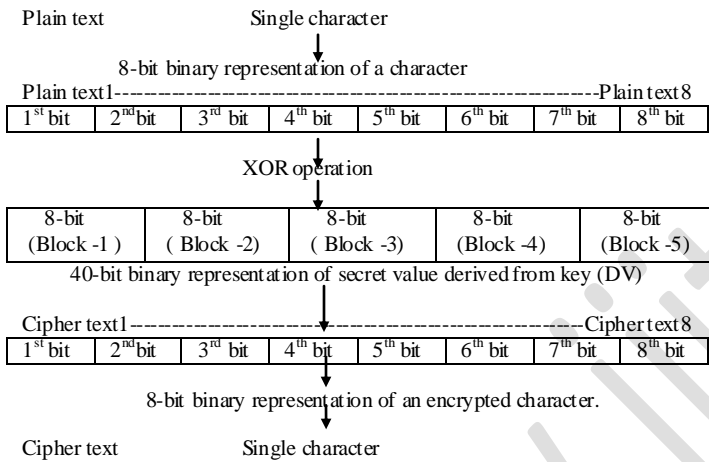 Plain text Single character
8-bit binary representation of a character
Plain text1---------------------------------------------------------------Plain text8
1st bit 2nd bit 3rd bit 4th bit 5th bit 6th bit 7th bit 8th bit
XOR operation
8-bit 8-bit 8-bit 8-bit 8-bit
(Block -1 ) ( Block -2) ( Block -3) (Block -4) (Block -5)
40-bit binary representation of secret value derived from key (DV)
Cipher text1-----------------------------------------------------------Cipher text8
1st bit 2nd bit 3rd bit 4th bit 5th bit 6th bit 7th bit 8th bit
8-bit binary representation of an encrypted character.
Cipher text Single character